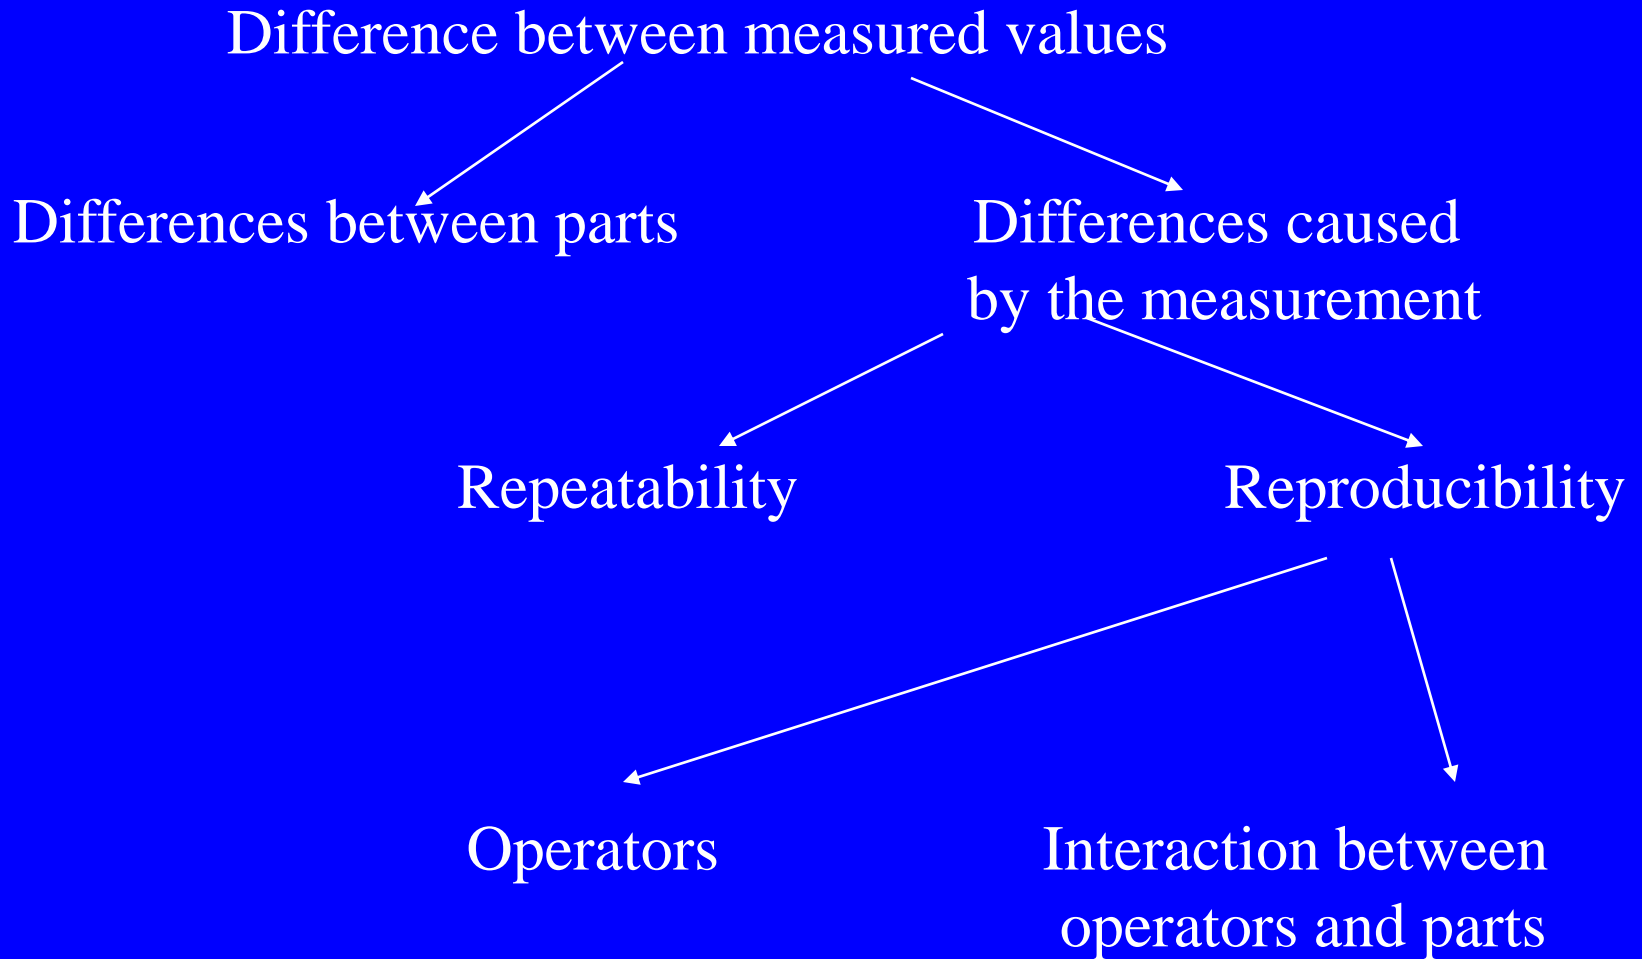 Difference between measured values
Differences between parts
Differences caused
by the measurement
Repeatability
Reproducibility
Operators
Interaction between
operators and parts